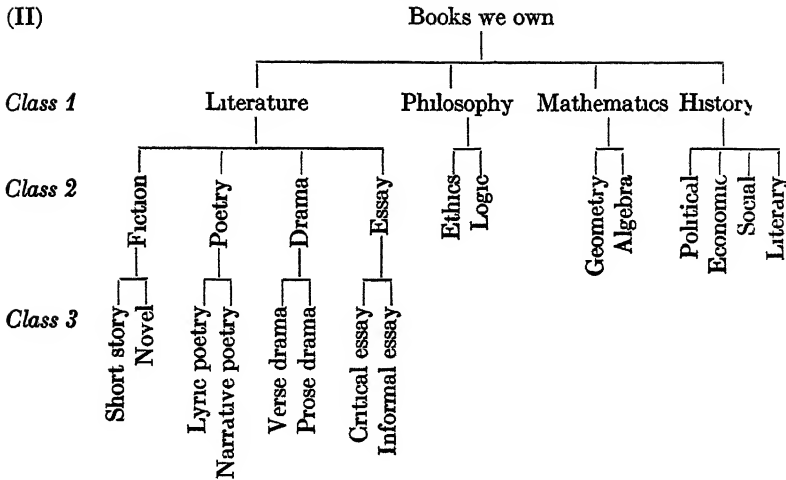 (II)
Books we own
Class 1
Literature
Philosophy
Mathematics
History
Class 2
Fiction
Poetry
Drama
Essay
Ethics
Logic
Geometry
Algebra
Political
Economic
Social
Literary
Class 3
Short story
Novel
Lyric poetry
Narrative poetry
Verse drama
Prose drama
Critical essay
Informal essay